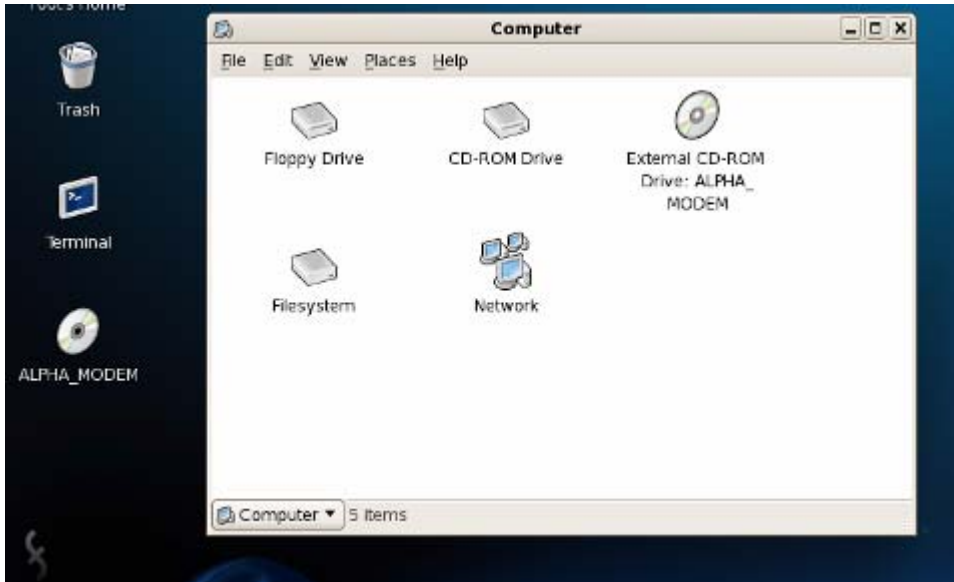 Computer
File Edit View Places Help
Trash
Terminal
ALPHA_MODEM
Floppy Drive
CD-ROM Drive
External CD-ROM
Drive: ALPHA_
MODEM
Filesystem
Network
Computer
5 items